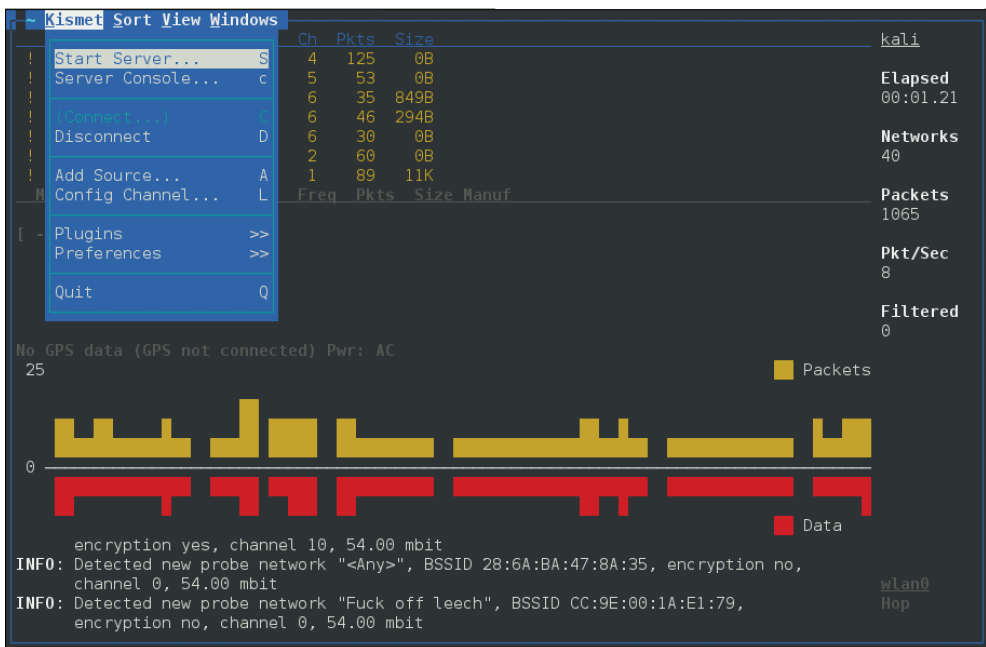 ~ Kismet Sort View Windows
Ch Pkts Size
kali
! Start Server... S 4 125 0B
! Server Console... c 5 53 0B
Elapsed
! 6 35 849B
00:01.21
! (Connect...) C 6 46 294B
! Disconnect D 6 30 0B
Networks
! 2 60 0B
40
! Add Source... A 1 89 11K
M Config Channel... L Freq Pkts Size Manuf
Packets
1065
[ - Plugins >>
Preferences >>
Pkt/Sec
8
Quit Q
Filtered
0
No GPS data (GPS not connected) Pwr: AC
25
Packets
0
Data
encryption yes, channel 10, 54.00 mbit
INFO: Detected new probe network "<Any>", BSSID 28:6A:BA:47:8A:35, encryption no,
channel 0, 54.00 mbit
wlan0
INFO: Detected new probe network "Fuck off leech", BSSID CC:9E:00:1A:E1:79,
Hop
encryption no, channel 0, 54.00 mbit